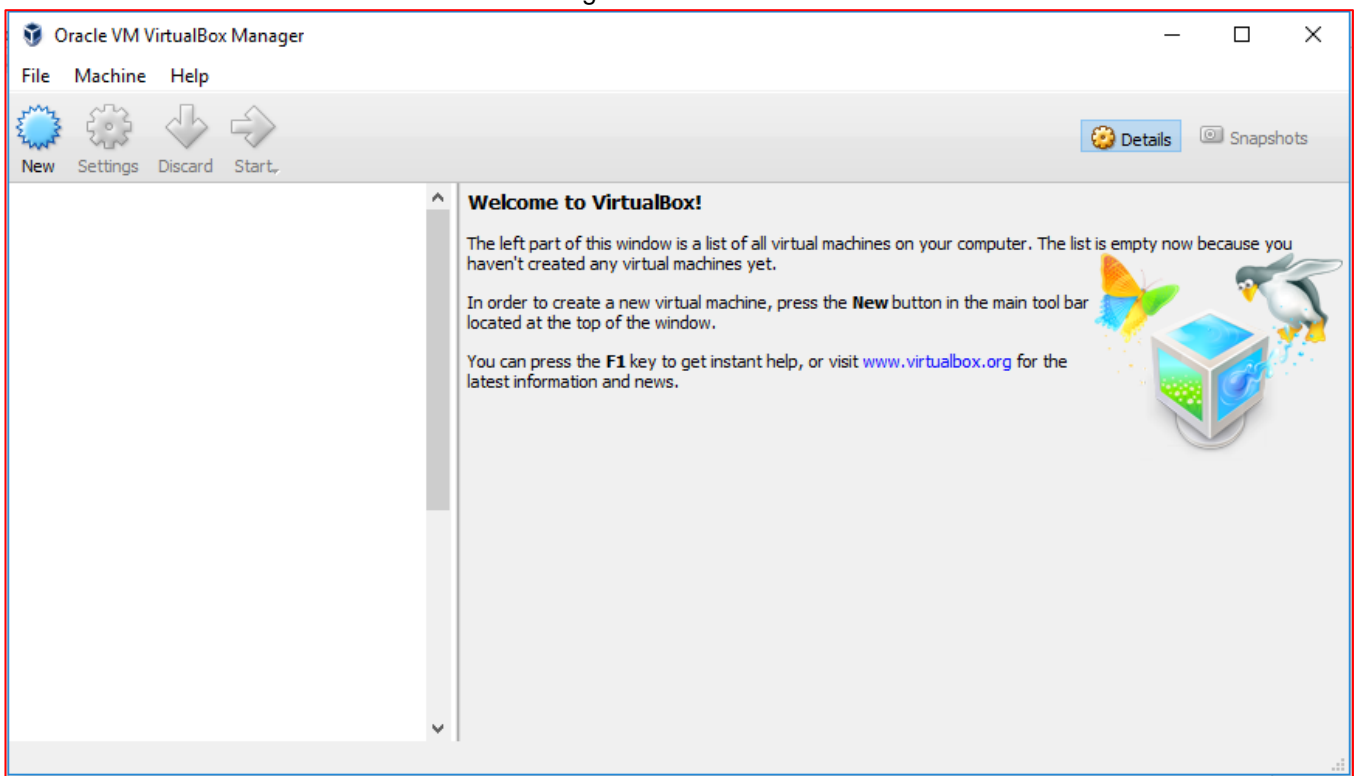 Oracle VM VirtualBox Manager
File Machine Help
New Settings Discard Start
Details Snapshots
Welcome to VirtualBox!
The left part of this window is a list of all virtual machines on your computer. The list is empty now because you
haven't created any virtual machines yet.
In order to create a new virtual machine, press the New button in the main tool bar
located at the top of the window.
You can press the F1 key to get instant help, or visit www.virtualbox.org for the
latest information and news.